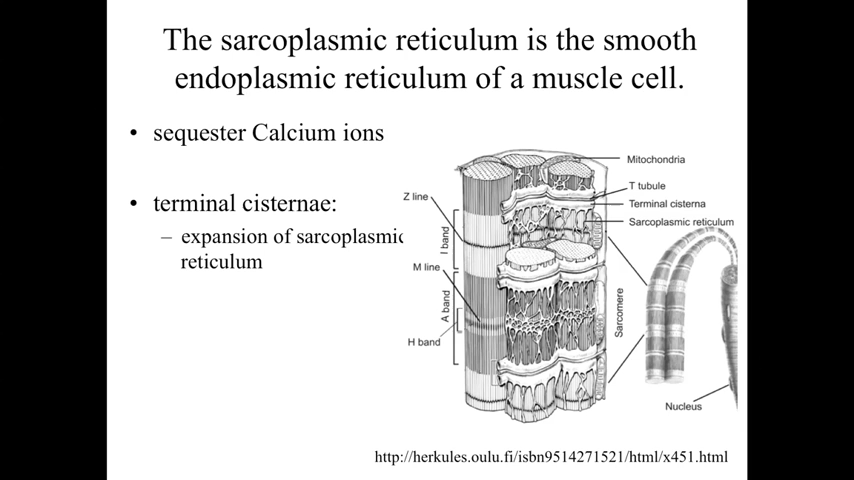 The sarcoplasmic reticulum is the smooth
endoplasmic reticulum of a muscle cell.
• sequester Calcium ions
• terminal cisternae:
– expansion of sarcoplasmic
reticulum
Mitochondria
T tubule
Terminal cisterna
Sarcoplasmic reticulum
Z line
I band
M line
A band
H band
Sarcomere
Nucleus
http://herkules.oulu.fi/isbn9514271521/html/x451.html